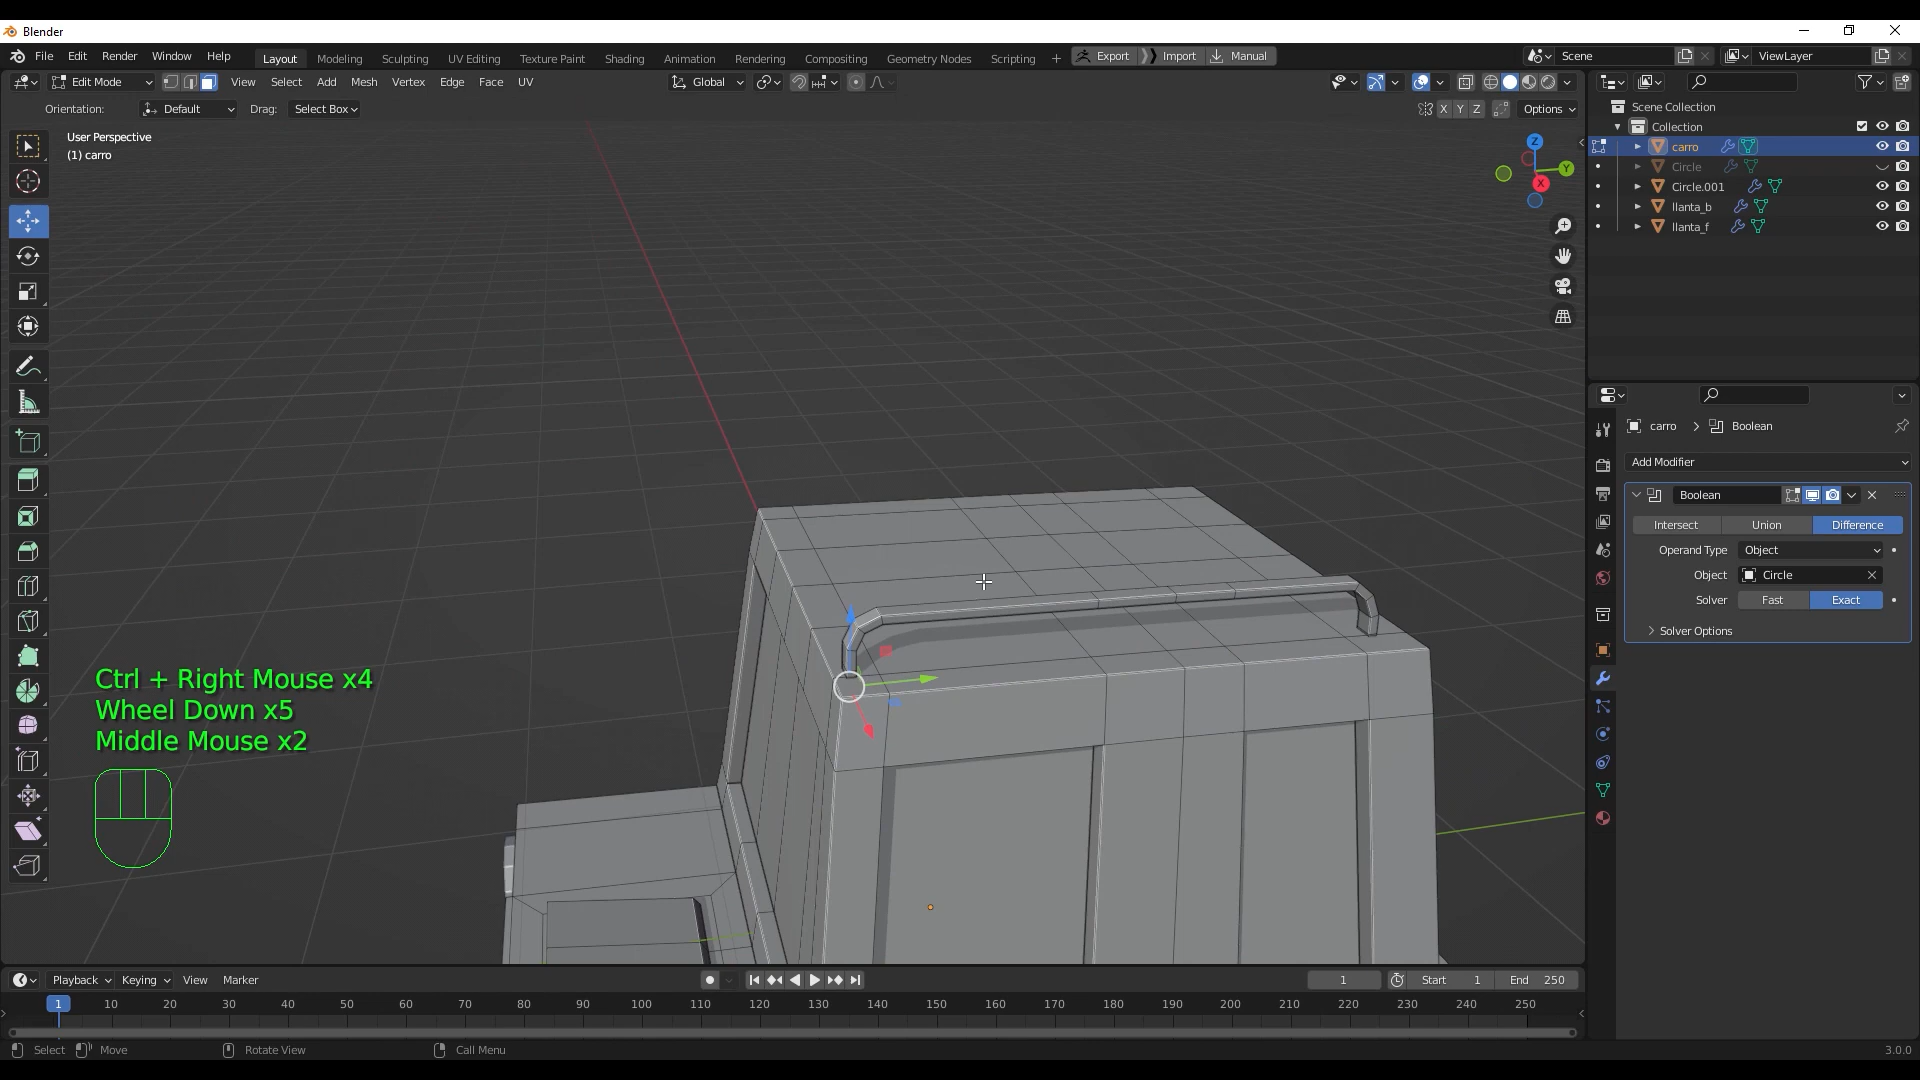 Blender
File Edit Render Window Help Layout Modeling Sculpting UV Editing Texture Paint Shading Animation Rendering Compositing Geometry Nodes Scripting + Export Import Manual Scene ViewLayer
Edit Mode View Select Add Mesh Vertex Edge Face UV Global
Orientation: Default Drag: Select Box X Y Z Options
User Perspective
(1) carro
Z
Y
X
Scene Collection
Collection
carro
Circle
Circle.001
llanta_b
llanta_f
carro > Boolean
Add Modifier
Boolean
Intersect Union Difference
Operand Type Object
Object Circle
Solver Fast Exact
Solver Options
Ctrl + Right Mouse x4
Wheel Down x5
Middle Mouse x2
Playback Keying View Marker 1 Start 1 End 250
1 10 20 30 40 50 60 70 80 90 100 110 120 130 140 150 160 170 180 190 200 210 220 230 240 250
Select Move Rotate View Call Menu 3.0.0